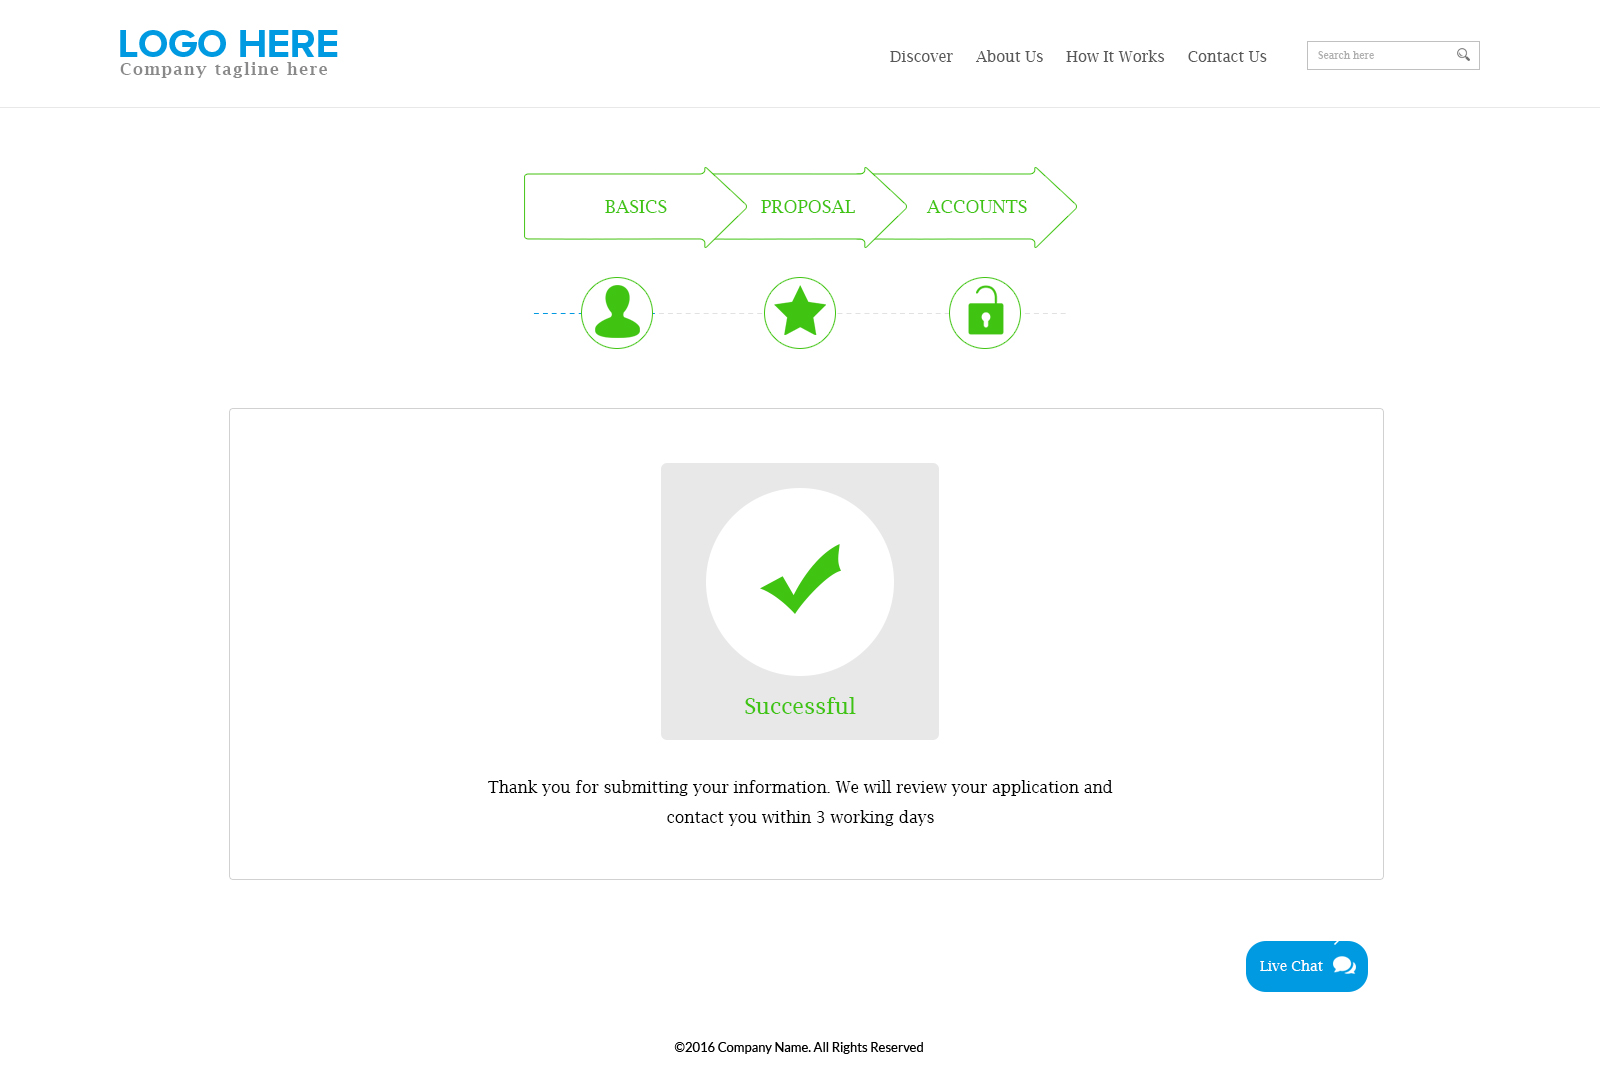 LOGO HERE
Company tagline here
Discover About Us How It Works Contact Us Search here
BASICS PROPOSAL ACCOUNTS
Successful
Thank you for submitting your information. We will review your application and
contact you within 3 working days
Live Chat
©2016 Company Name. All Rights Reserved